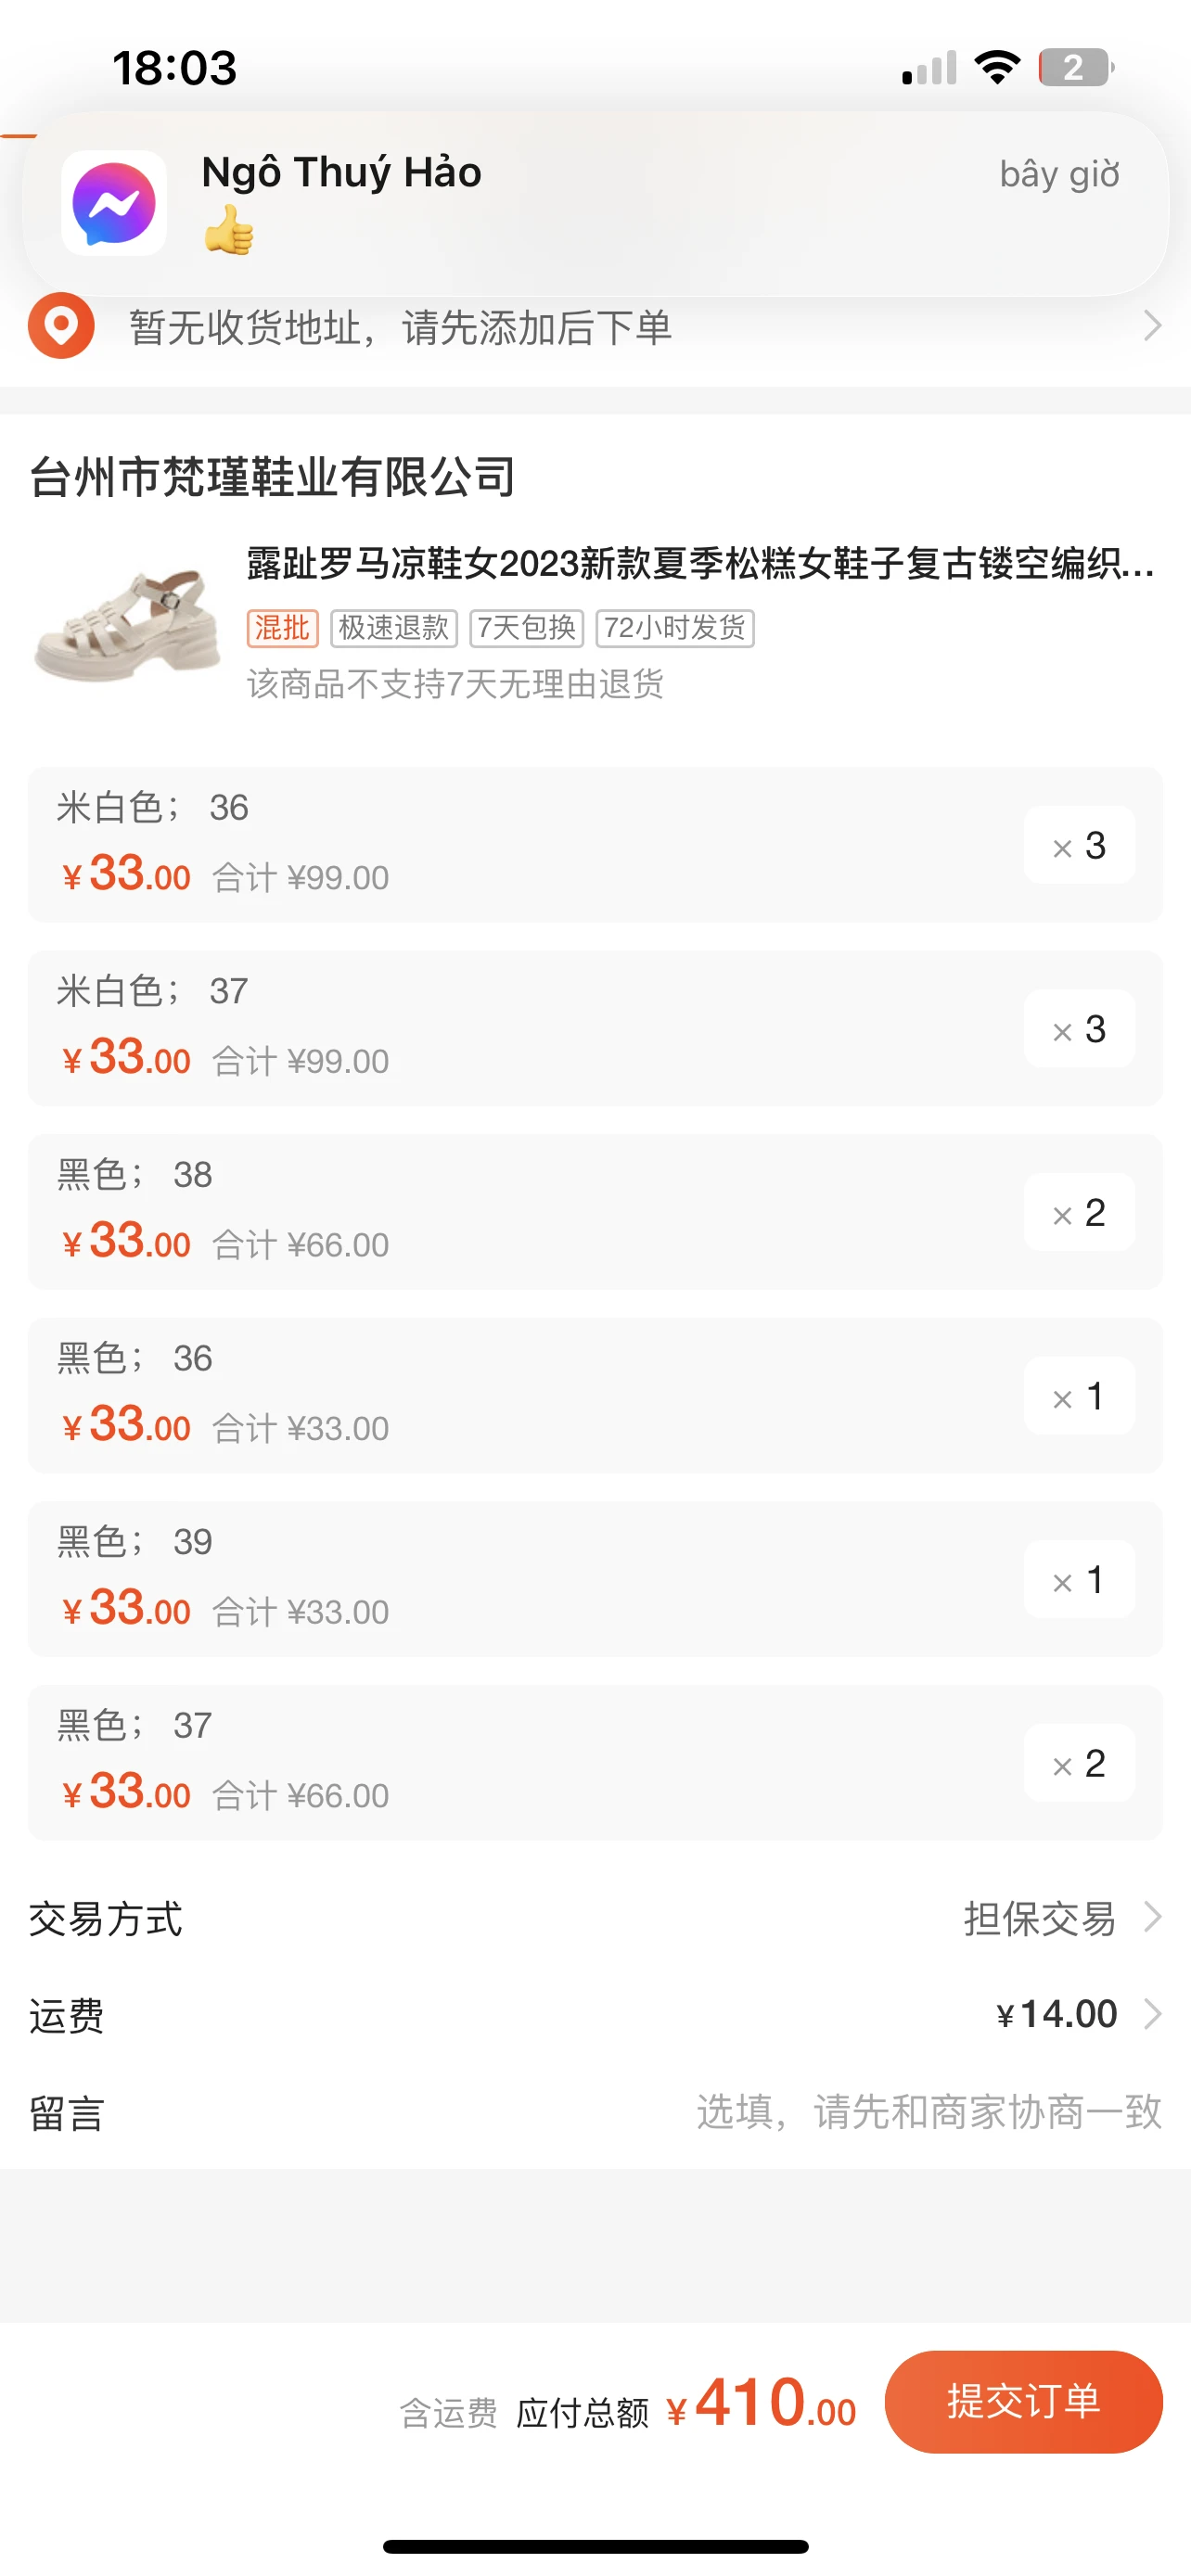 18:03
2
Ngô Thuý Hảo
bây giờ
👍
暂无收货地址，请先添加后下单
台州市梵瑾鞋业有限公司
露趾罗马凉鞋女2023新款夏季松糕女鞋子复古镂空编织...
混批 极速退款 7天包换 72小时发货
该商品不支持7天无理由退货
米白色； 36
× 3
¥33.00 合计 ¥99.00
米白色； 37
× 3
¥33.00 合计 ¥99.00
黑色； 38
× 2
¥33.00 合计 ¥66.00
黑色； 36
× 1
¥33.00 合计 ¥33.00
黑色； 39
× 1
¥33.00 合计 ¥33.00
黑色； 37
× 2
¥33.00 合计 ¥66.00
交易方式 担保交易
运费 ¥14.00
留言 选填，请先和商家协商一致
含运费 应付总额 ¥410.00 提交订单